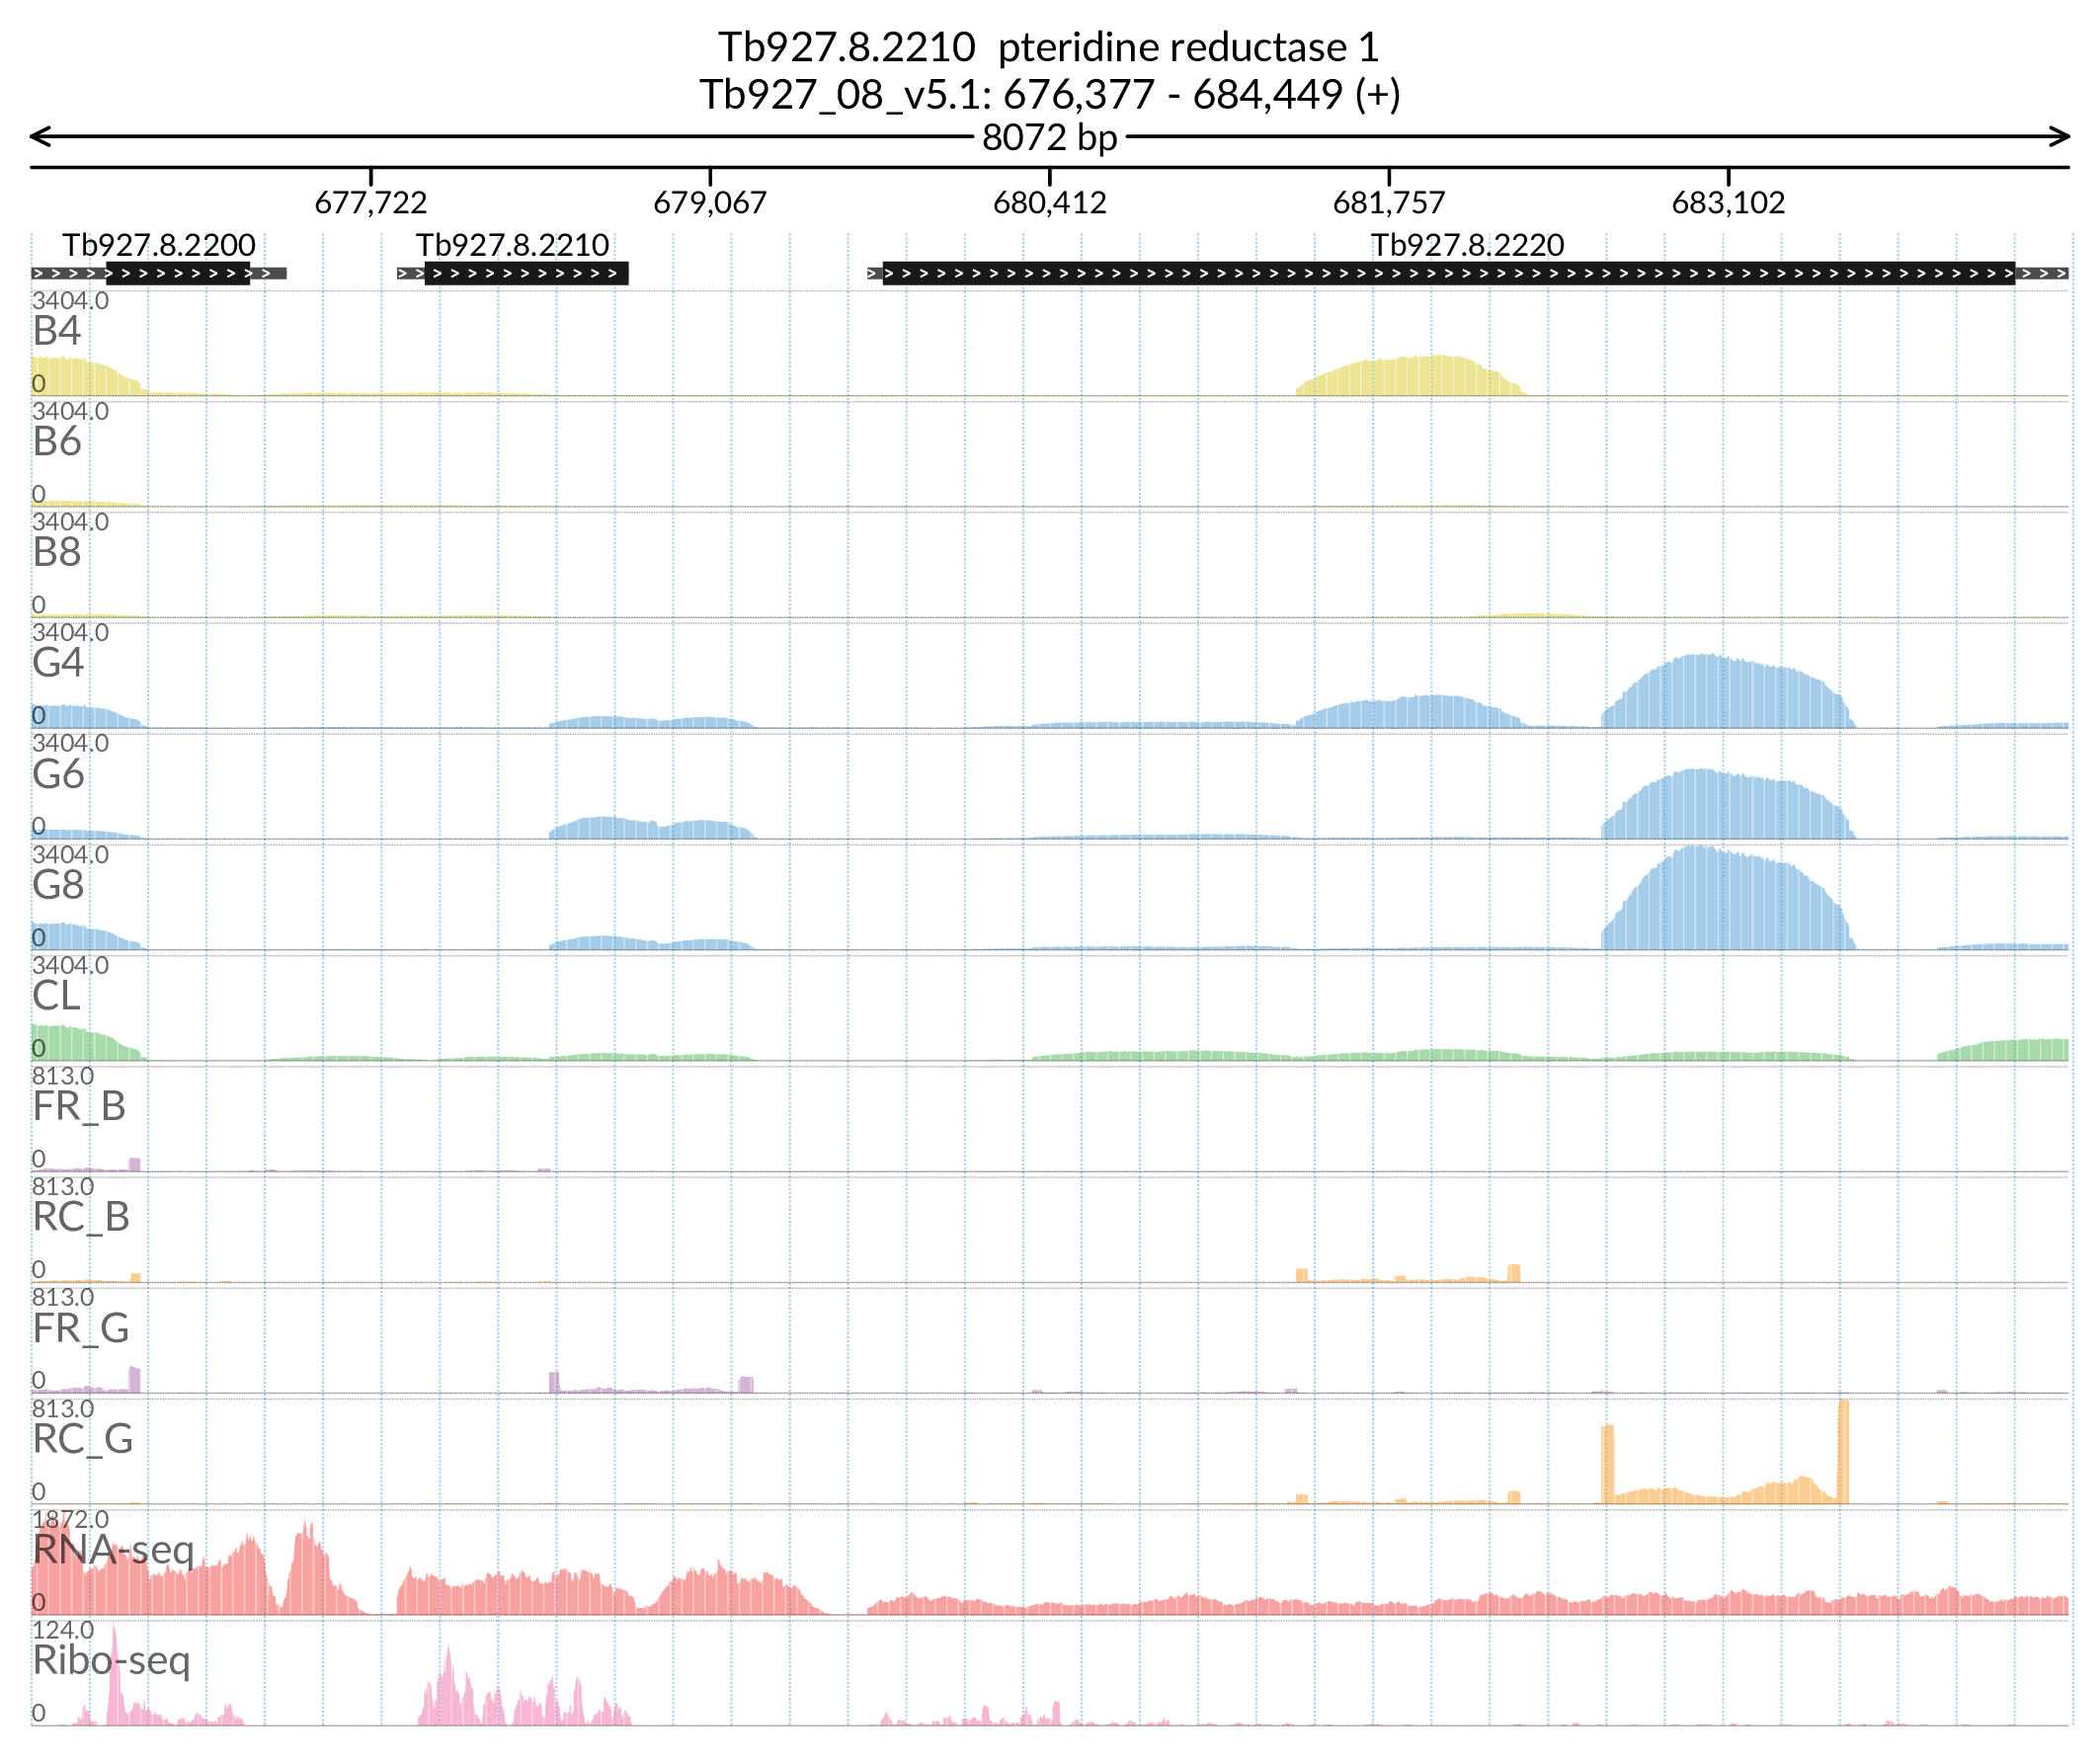 Tb927.8.2210 pteridine reductase 1
Tb927_08_v5.1: 676,377 - 684,449 (+)
8072 bp
677,722 679,067 680,412 681,757 683,102
Tb927.8.2200 Tb927.8.2210 Tb927.8.2220
3404.0
B4
0
3404.0
B6
0
3404.0
B8
0
3404.0
G4
0
3404.0
G6
0
3404.0
G8
0
3404.0
CL
0
813.0
FR_B
0
813.0
RC_B
0
813.0
FR_G
0
813.0
RC_G
0
1872.0
RNA-seq
0
124.0
Ribo-seq
0